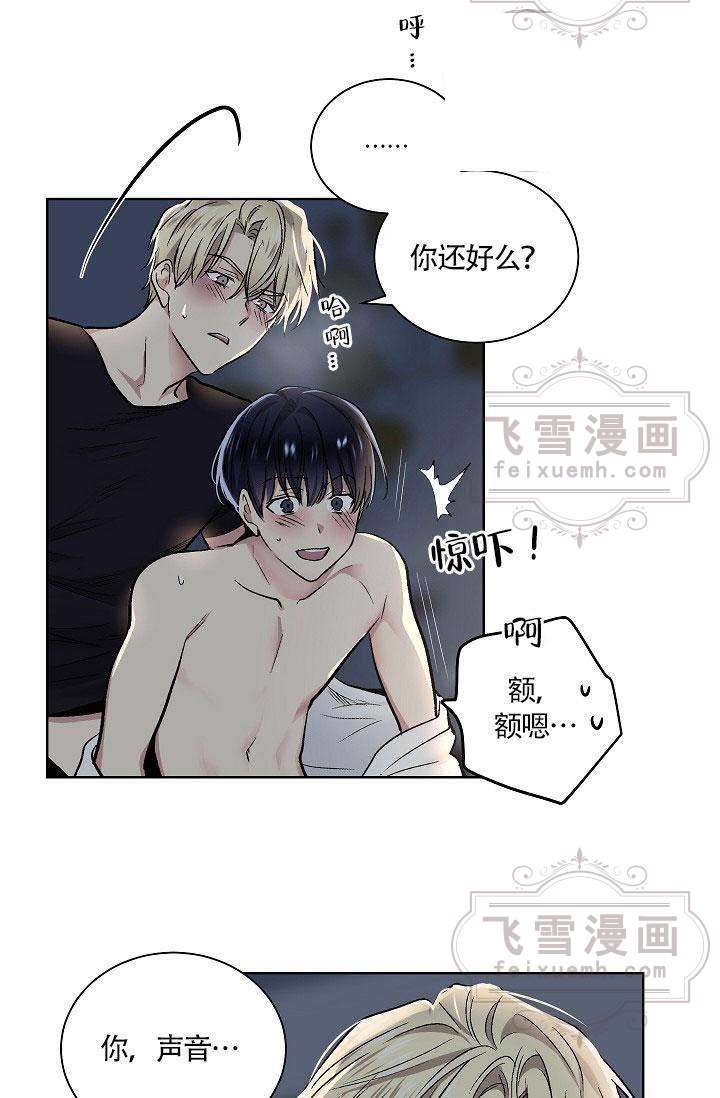 呼
…
……
你还好么？
哈
啊
…
飞雪漫画
feixuemh.com
惊吓！
啊
额，
额嗯…
飞雪漫画
feixuemh.com
你，声音…